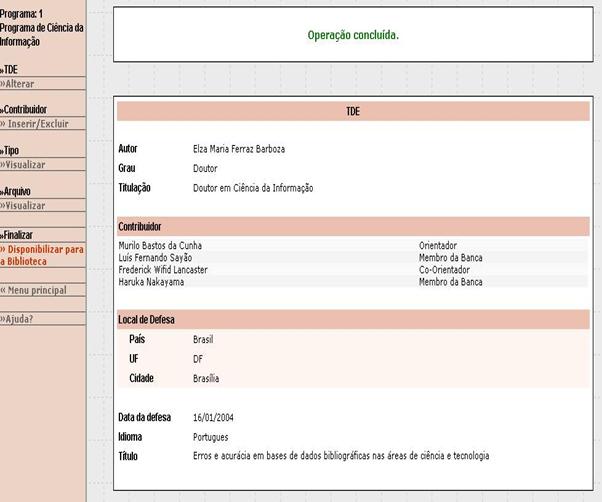 Programa: 1
Programa de Ciência da
Informação
»TDE
»Alterar
»Contribuidor
» Inserir/Excluir
»Tipo
»Visualizar
»Arquivo
»Visualizar
»Finalizar
» Disponibilizar para
a Biblioteca
« Menu principal
»Ajuda?
Operação concluída.
TDE
Autor Elza Maria Ferraz Barboza
Grau Doutor
Titulação Doutor em Ciência da Informação
Contribuidor
Murilo Bastos da Cunha Orientador
Luís Fernando Sayão Membro da Banca
Frederick Wifid Lancaster Co-Orientador
Haruka Nakayama Membro da Banca
Local de Defesa
País Brasil
UF DF
Cidade Brasília
Data da defesa 16/01/2004
Idioma Portugues
Título Erros e acurácia em bases de dados bibliográficas nas áreas de ciência e tecnologia